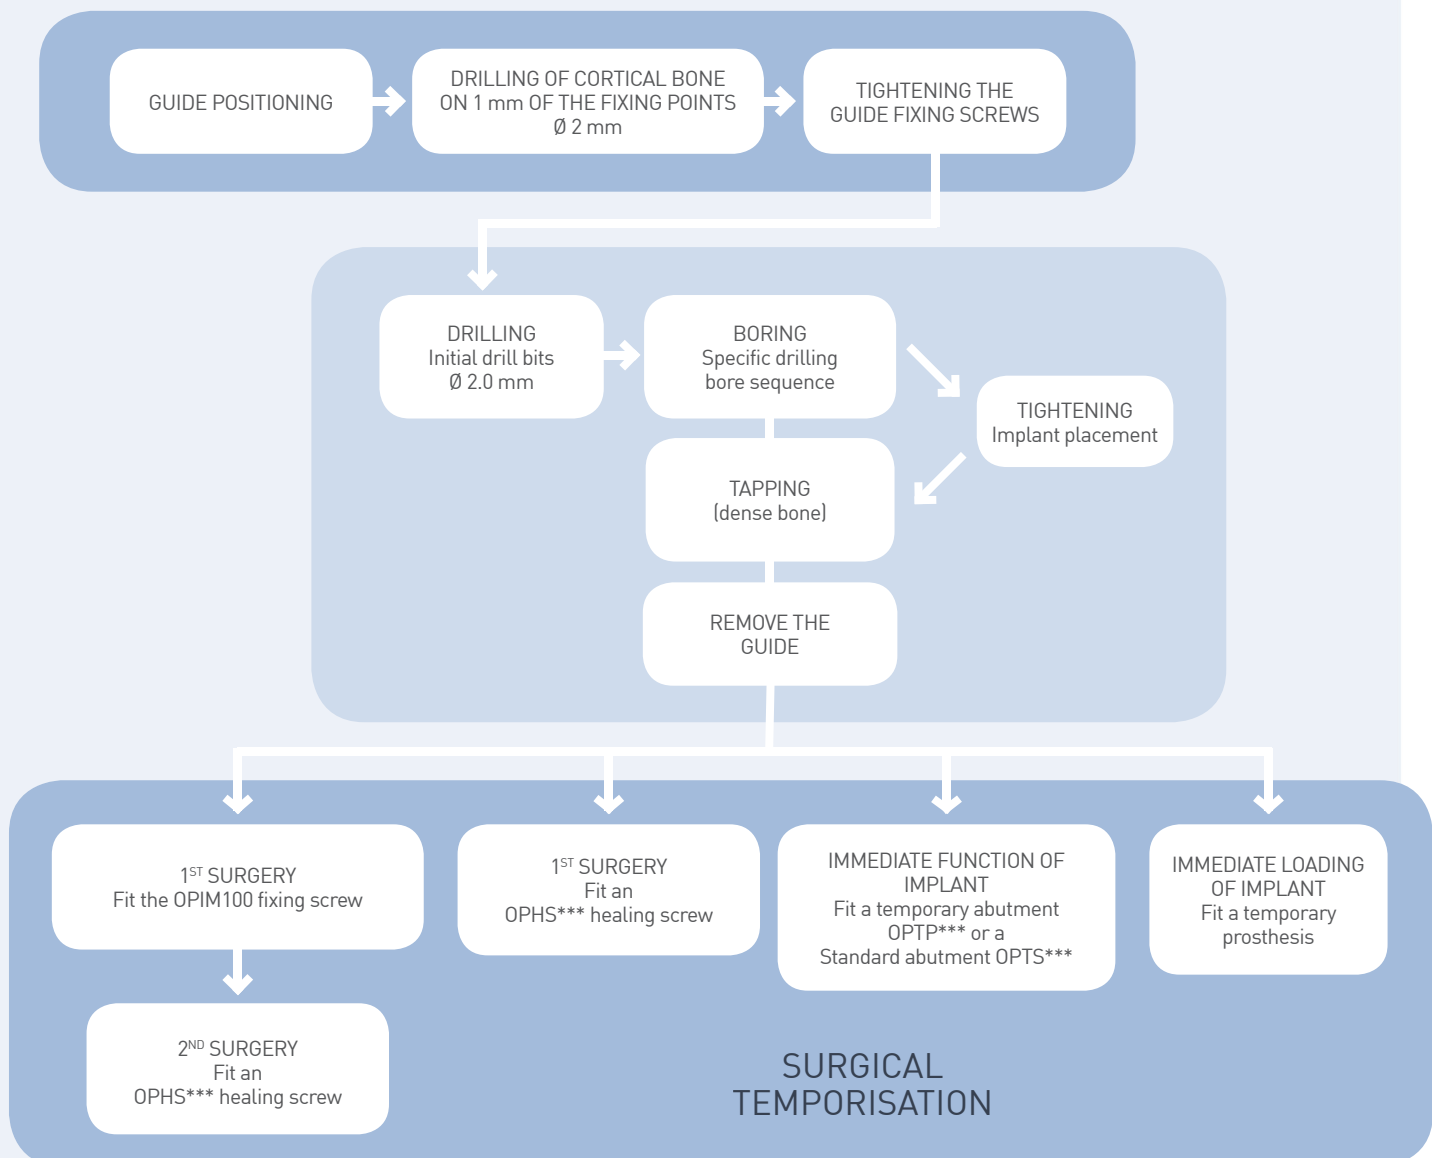 GUIDE POSITIONING
DRILLING OF CORTICAL BONE
ON 1 mm OF THE FIXING POINTS
Ø 2 mm
TIGHTENING THE
GUIDE FIXING SCREWS
DRILLING
Initial drill bits
Ø 2.0 mm
BORING
Specific drilling
bore sequence
TIGHTENING
Implant placement
TAPPING
(dense bone)
REMOVE THE
GUIDE
1ST SURGERY
Fit the OPIM100 fixing screw
1ST SURGERY
Fit an
OPHS*** healing screw
IMMEDIATE FUNCTION OF
IMPLANT
Fit a temporary abutment
OPTP*** or a
Standard abutment OPTS***
IMMEDIATE LOADING
OF IMPLANT
Fit a temporary
prosthesis
2ND SURGERY
Fit an
OPHS*** healing screw
SURGICAL
TEMPORISATION